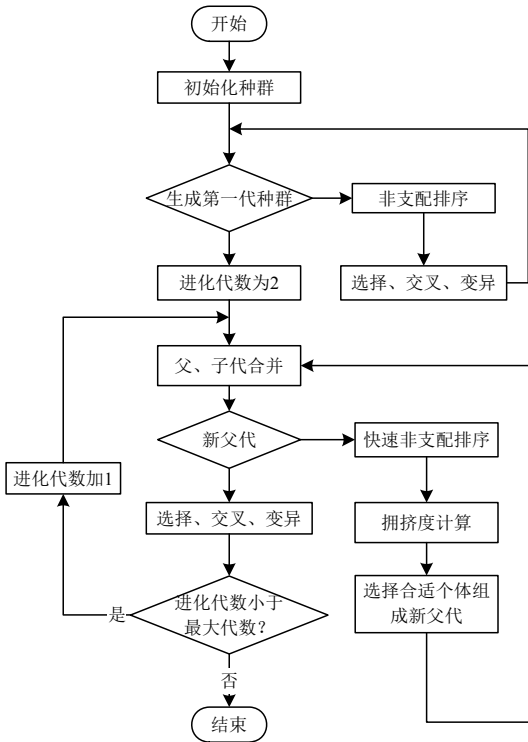 开始
初始化种群
生成第一代种群
非支配排序
选择、交叉、变异
进化代数为2
父、子代合并
新父代
快速非支配排序
进化代数加1
选择、交叉、变异
拥挤度计算
选择合适个体组
成新父代
进化代数小于
最大代数?
是
否
结束